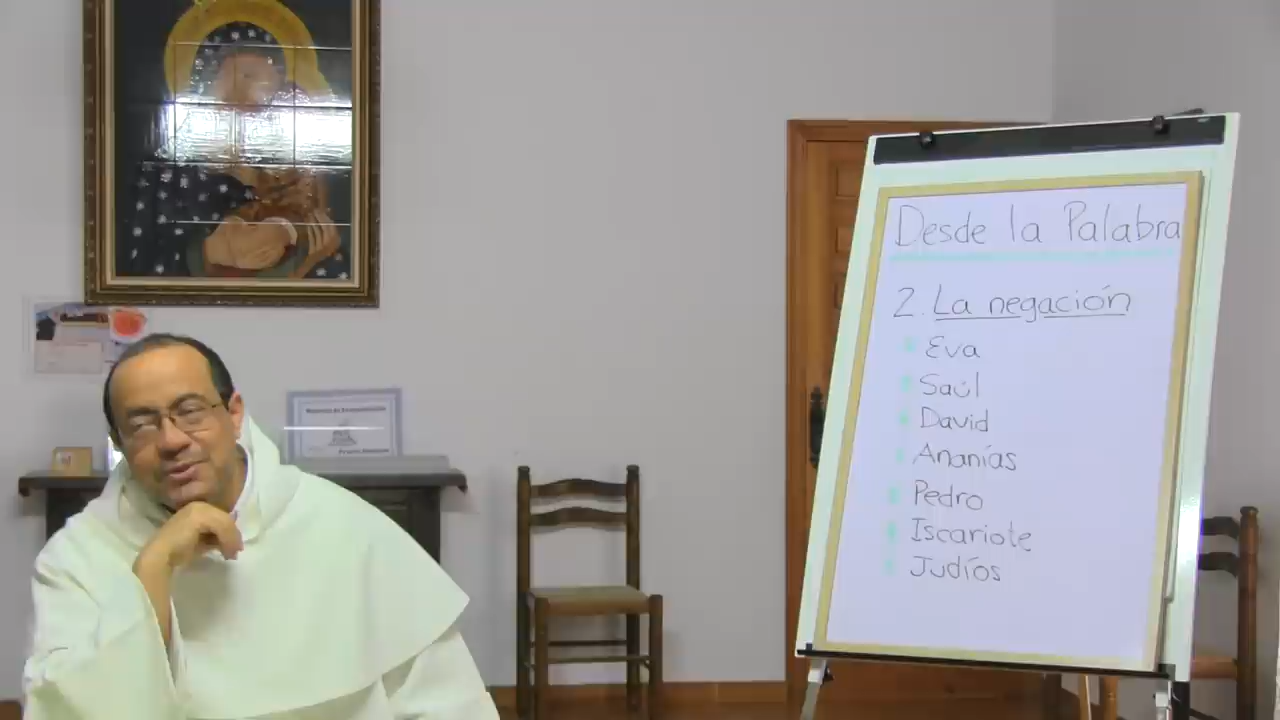 Desde la Palabra
2. La negación
Eva
Saúl
David
Ananías
Pedro
Iscariote
Judíos